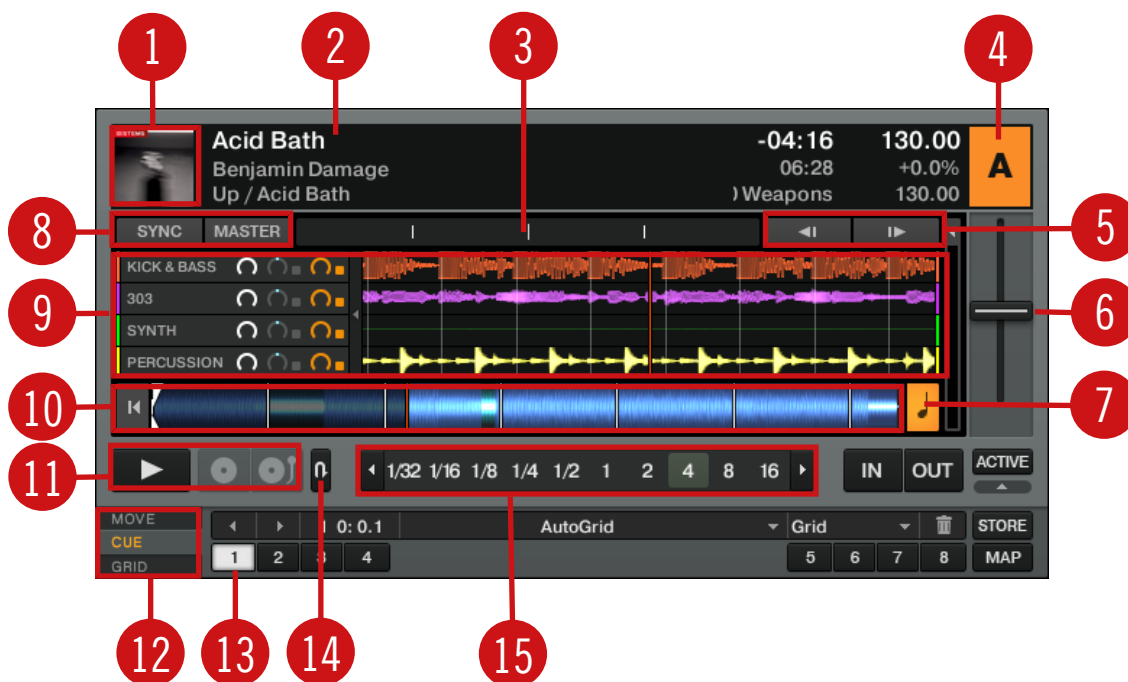 1 2 3 4
Acid Bath -04:16 130.00 A
Benjamin Damage 06:28 +0.0%
Up / Acid Bath Weapons 130.00
8 SYNC MASTER 5
KICK & BASS
9 303 6
SYNTH
PERCUSSION
10 7
11 1/32 1/16 1/8 1/4 1/2 1 2 4 8 16 IN OUT ACTIVE
MOVE
CUE 0: 0.1 AutoGrid Grid STORE
GRID 1 2 3 4 5 6 7 8 MAP
12 13 14 15